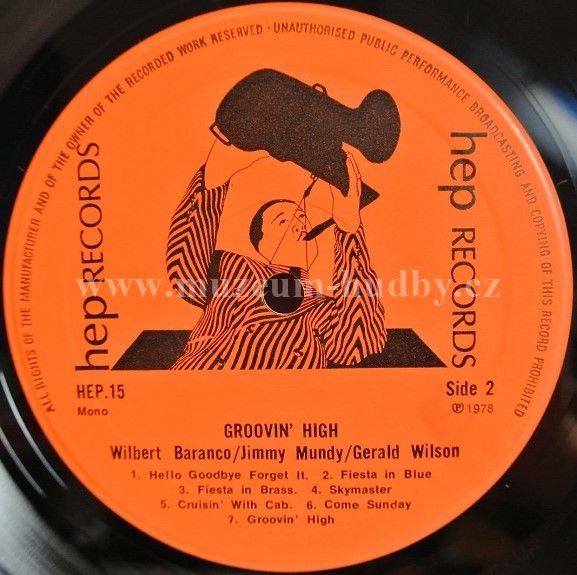 ALL RIGHTS OF THE MANUFACTURER AND OF THE OWNER OF THE RECORDED WORK RESERVED · UNAUTHORISED PUBLIC PERFORMANCE BROADCASTING AND COPYING OF THIS RECORD PROHIBITED
hep RECORDS
hep RECORDS
www.muzeum-hudby.cz
HEP.15
Side 2
Mono
℗ 1978
GROOVIN' HIGH
Wilbert Baranco/Jimmy Mundy/Gerald Wilson
1. Hello Goodbye Forget It. 2. Fiesta in Blue
3. Fiesta in Brass. 4. Skymaster
5. Cruisin' With Cab. 6. Come Sunday
7. Groovin' High